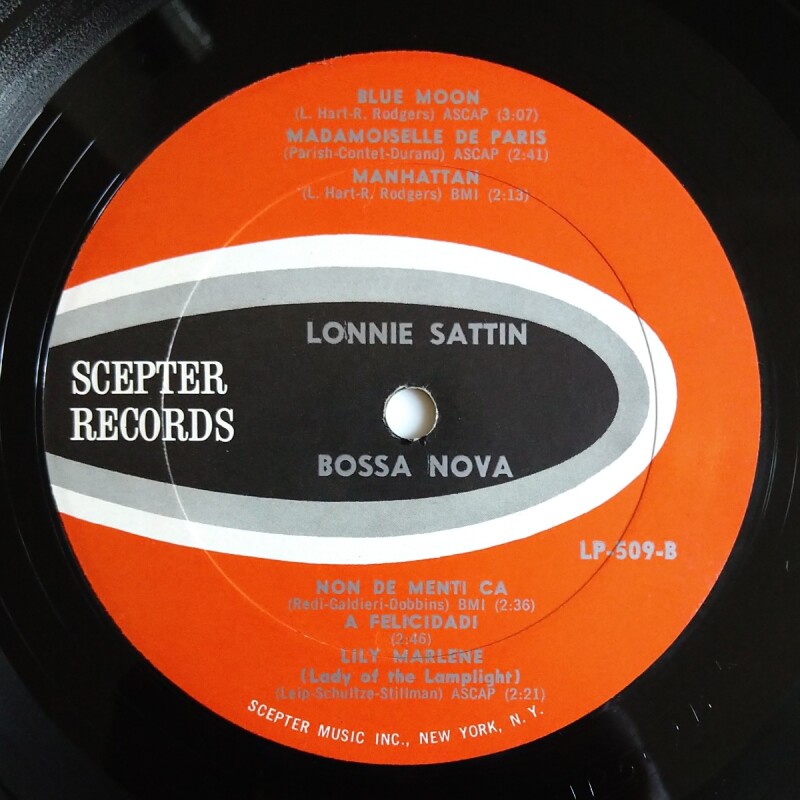 BLUE MOON
(L. Hart-R. Rodgers) ASCAP (3:07)
MADAMOISELLE DE PARIS
(Parish-Contet-Durand) ASCAP (2:41)
MANHATTAN
(L. Hart-R. Rodgers) BMI (2:13)
LONNIE SATTIN
SCEPTER
RECORDS
BOSSA NOVA
LP-509-B
NON DE MENTI CA
(Redi-Galdieri-Dobbins) BMI (2:36)
A FELICIDAD!
(2:46)
LILY MARLENE
(Lady of the Lamplight)
(Leip-Schultze-Stillman) ASCAP (2:21)
SCEPTER MUSIC INC., NEW YORK, N. Y.